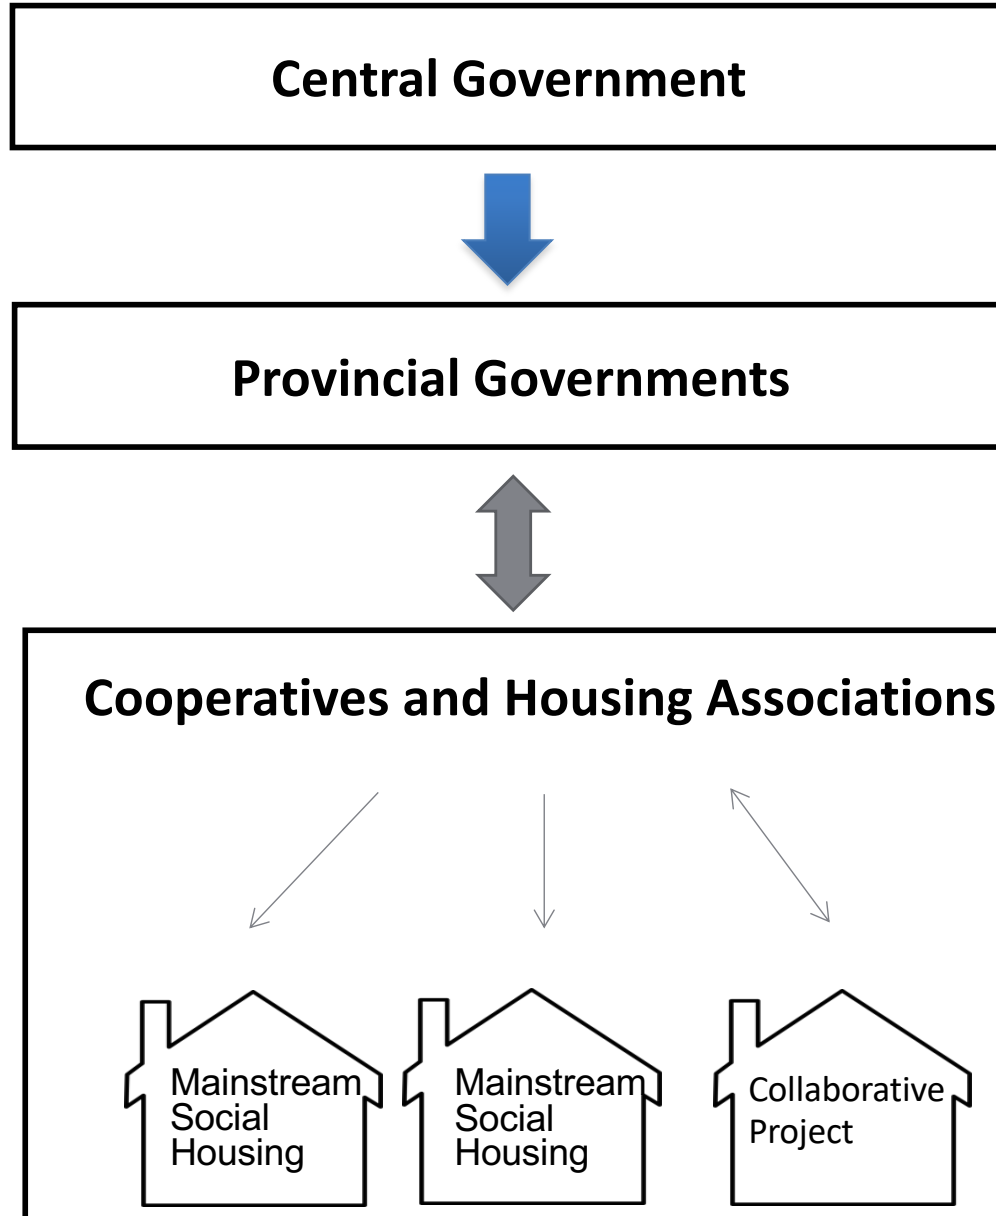 Central Government
Provincial Governments
Cooperatives and Housing Associations
Mainstream
Social
Housing
Mainstream
Social
Housing
Collaborative
Project